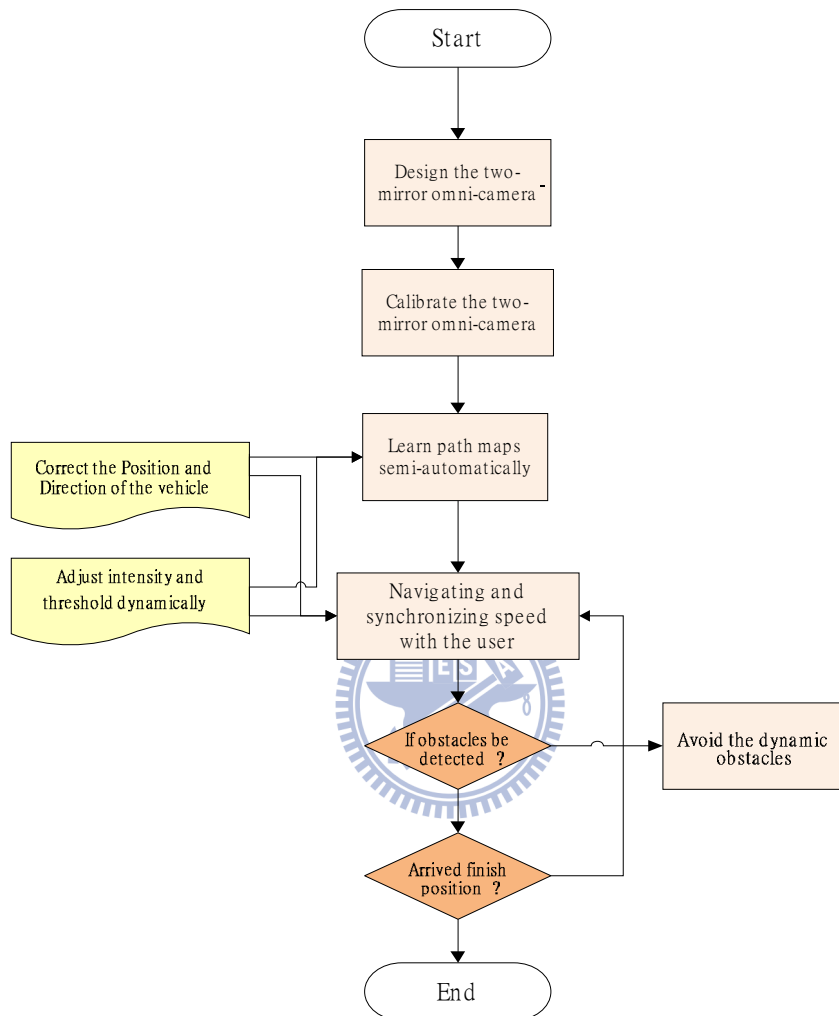 Start
Design the two-
mirror omni-camera
Calibrate the two-
mirror omni-camera
Learn path maps
semi-automatically
Correct the Position and
Direction of the vehicle
Adjust intensity and
threshold dynamically
Navigating and
synchronizing speed
with the user
E S A
8
If obstacles be
detected ?
Avoid the dynamic
obstacles
Arrived finish
position ?
End